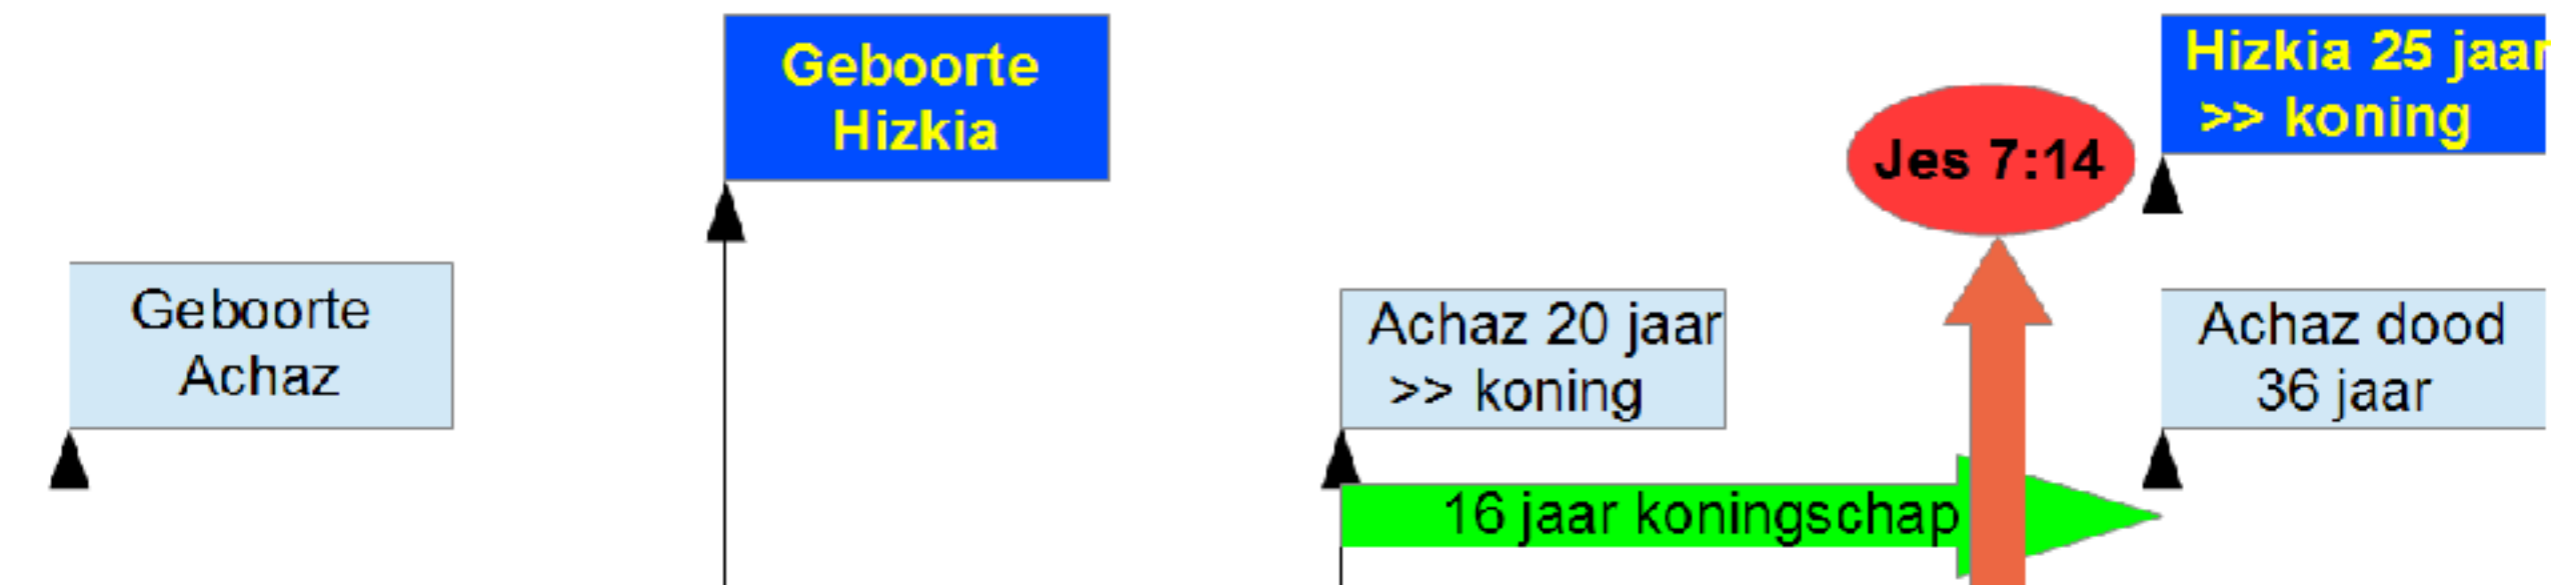 Geboorte
Hizkia
Hizkia 25 jaar
>> koning
Jes 7:14
Geboorte
Achaz
Achaz 20 jaar
>> koning
Achaz dood
36 jaar
16 jaar koningschap